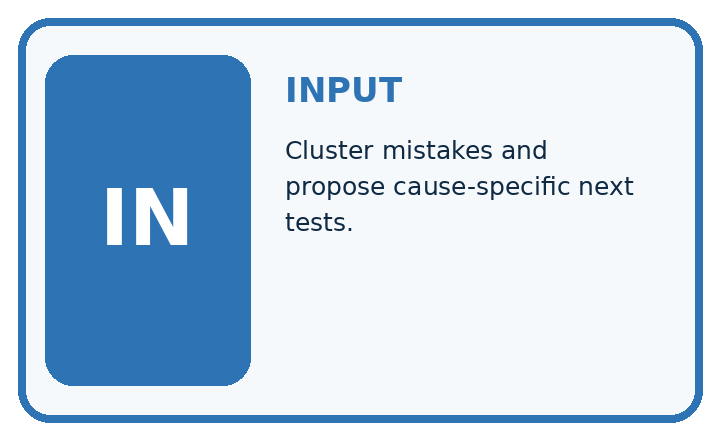 IN
INPUT
Cluster mistakes and
propose cause-specific next
tests.